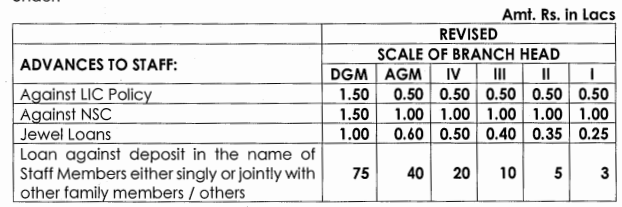 Amt. Rs. in Lacs
REVISED
SCALE OF BRANCH HEAD
ADVANCES TO STAFF:
DGM AGM IV III II I
Against LIC Policy 1.50 0.50 0.50 0.50 0.50 0.50
Against NSC 1.50 1.00 1.00 1.00 1.00 1.00
Jewel Loans 1.00 0.60 0.50 0.40 0.35 0.25
Loan against deposit in the name of
Staff Members either singly or jointly with 75 40 20 10 5 3
other family members / others